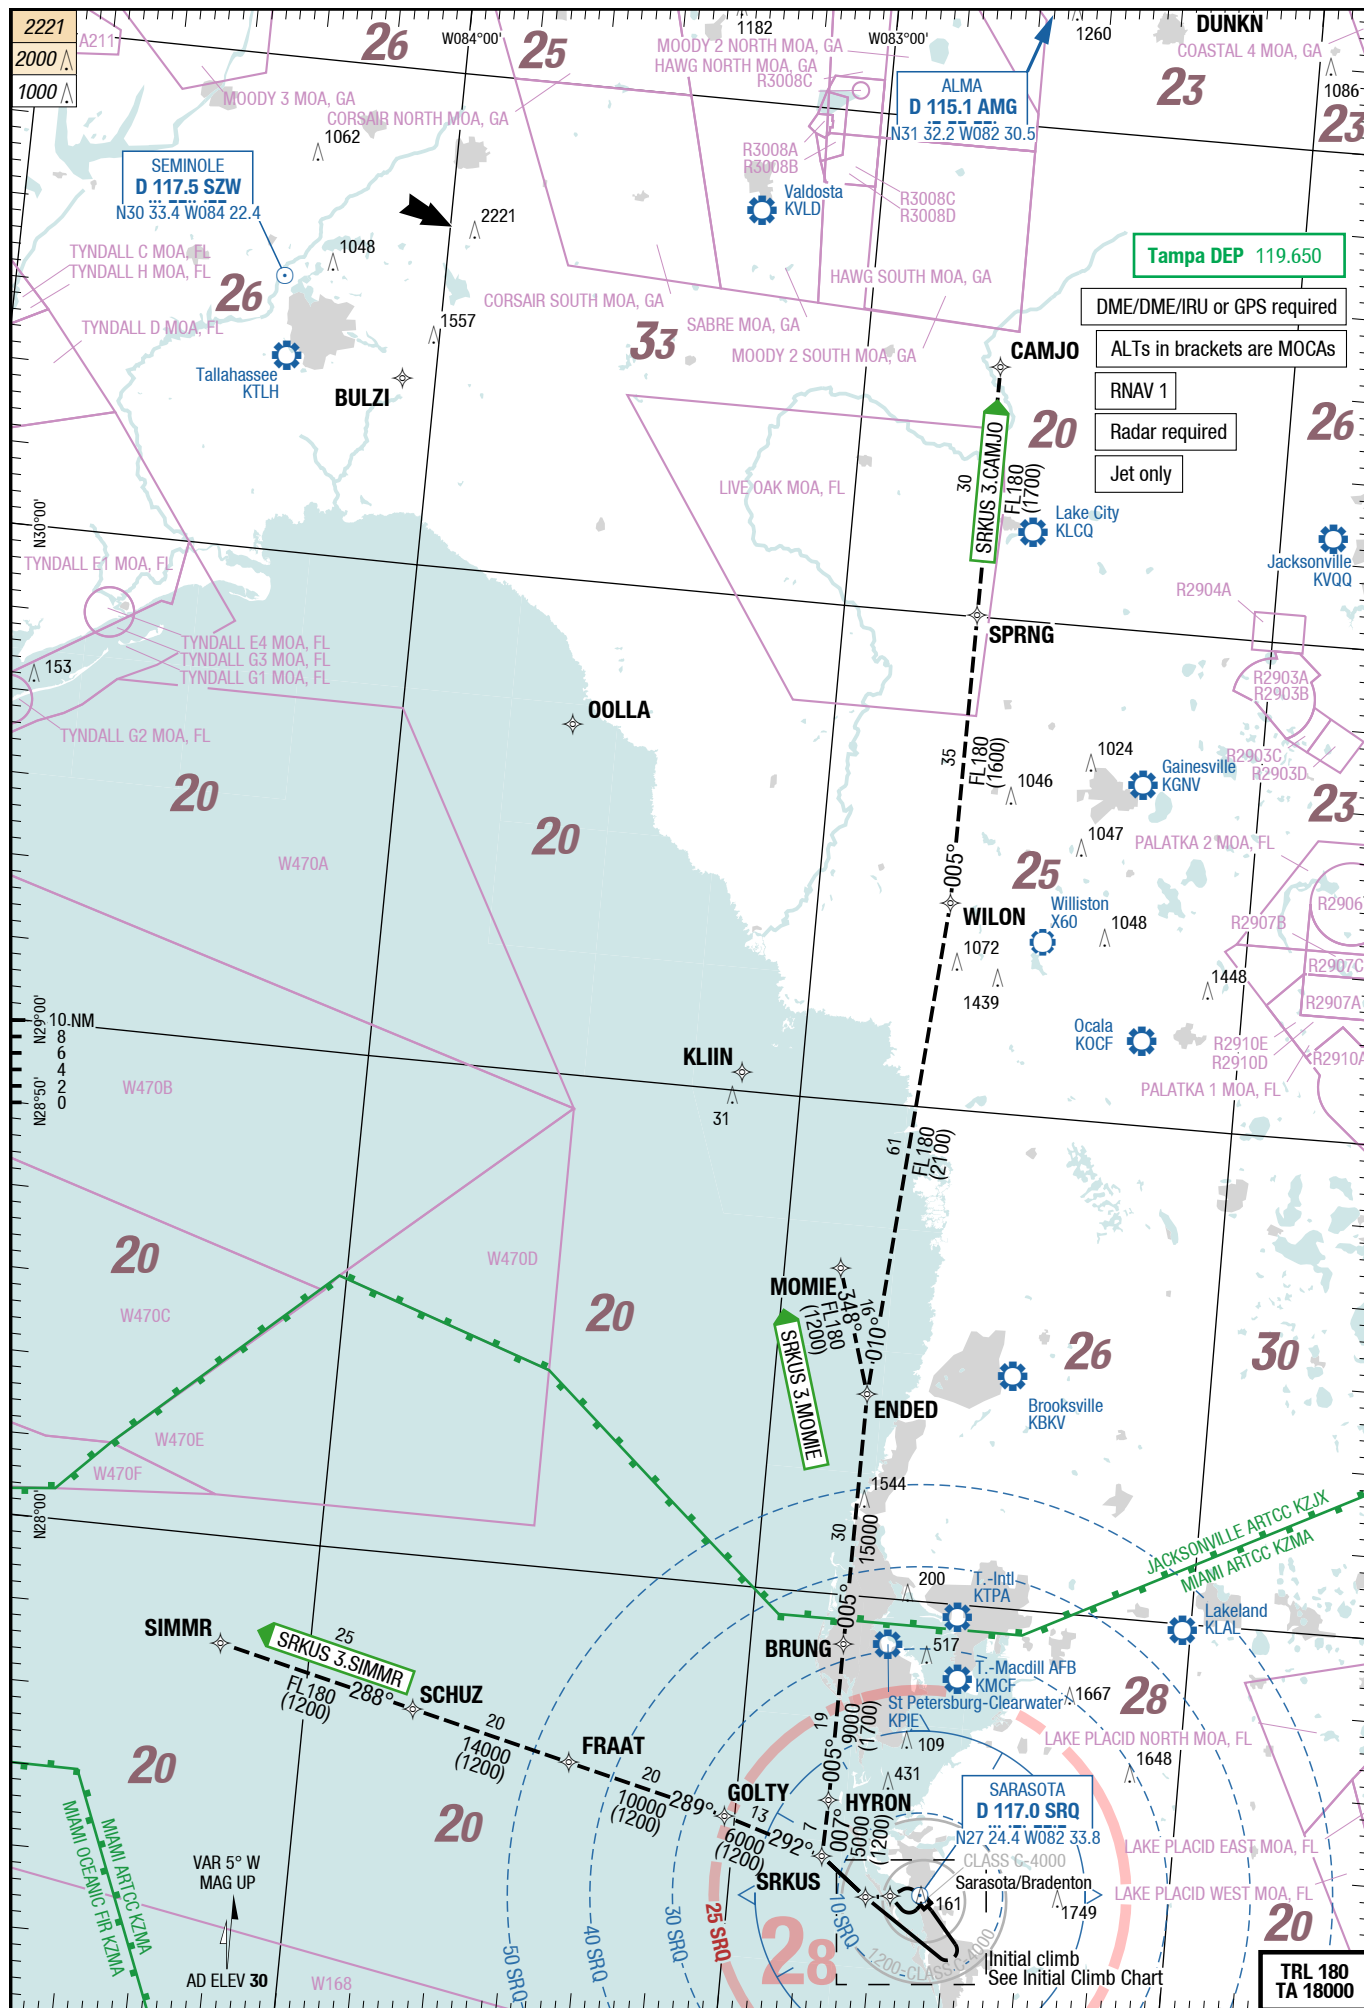 2221
2000
1000
A211
26
W084°00'
25
1182
W083°00'
1260
DUNKN
COASTAL 4 MOA, GA
MOODY 2 NORTH MOA, GA
HAWG NORTH MOA, GA
R3008C
23
1086
23
MOODY 3 MOA, GA
CORSAIR NORTH MOA, GA
ALMA
D 115.1 AMG
N31 32.2 W082 30.5
1062
R3008A
R3008B
SEMINOLE
D 117.5 SZW
N30 33.4 W084 22.4
2221
Valdosta
KVLD
R3008C
R3008D
TYNDALL C MOA, FL
TYNDALL H MOA, FL
1048
26
Tampa DEP 119.650
CORSAIR SOUTH MOA, GA
HAWG SOUTH MOA, GA
DME/DME/IRU or GPS required
TYNDALL D MOA, FL
1557
33
SABRE MOA, GA
MOODY 2 SOUTH MOA, GA
CAMJO
ALTs in brackets are MOCAs
Tallahassee
KTLH
BULZI
RNAV 1
20
26
Radar required
Jet only
30
SRKUS 3.CAMJO
FL180
(1700)
LIVE OAK MOA, FL
N30°00'
Lake City
KLCQ
Jacksonville
KVQQ
TYNDALL E1 MOA, FL
R2904A
SPRNG
TYNDALL E4 MOA, FL
TYNDALL G3 MOA, FL
TYNDALL G1 MOA, FL
153
R2903A
R2903B
OOLLA
TYNDALL G2 MOA, FL
35
FL180
(1600)
1024
R2903C
R2903D
Gainesville
KGNV
20
1046
23
20
1047
PALATKA 2 MOA, FL
W470A
005°
25
WILON
Williston
X60
R2906
1072
1048
R2907B
R2907C
1439
1448
R2907A
N29°00'
10 NM
8
6
4
2
0
N28°50'
Ocala
KOCF
R2910E
R2910D
R2910A
KLIIN
W470B
31
PALATKA 1 MOA, FL
61
FL180
(2100)
20
W470D
W470C
MOMIE
20
348°
16
FL180
(1200)
010°
SRKUS 3.MOMIE
26
30
ENDED
Brooksville
KBKV
W470E
W470F
N28°00'
1544
30
15000
JACKSONVILLE ARTCC KZJX
MIAMI ARTCC KZMA
200
T.-Intl
KTPA
005°
SIMMR
25
SRKUS 3.SIMMR
BRUNG
Lakeland
KLAL
517
T.-Macdill AFB
KMCF
FL180
(1200)
288°
SCHUZ
St Petersburg-Clearwater
KPIE
1667
28
20
14000
(1200)
19
9000
(1700)
LAKE PLACID NORTH MOA, FL
FRAAT
109
1648
20
005°
20
10000
(1200)
289°
GOLTY
431
SARASOTA
D 117.0 SRQ
N27 24.4 W082 33.8
HYRON
13
292°
6000
(1200)
7
007°
5000
(1200)
20
LAKE PLACID EAST MOA, FL
CLASS C-4000
MIAMI ARTCC KZMA
MIAMI OCEANIC FIR KZMA
VAR 5° W
MAG UP
SRKUS
Sarasota/Bradenton
LAKE PLACID WEST MOA, FL
161
1749
50 SRQ
40 SRQ
30 SRQ
25 SRQ
10 SRQ
28
1200-CLASS C-4000
20
Initial climb
See Initial Climb Chart
AD ELEV 30
W168
TRL 180
TA 18000